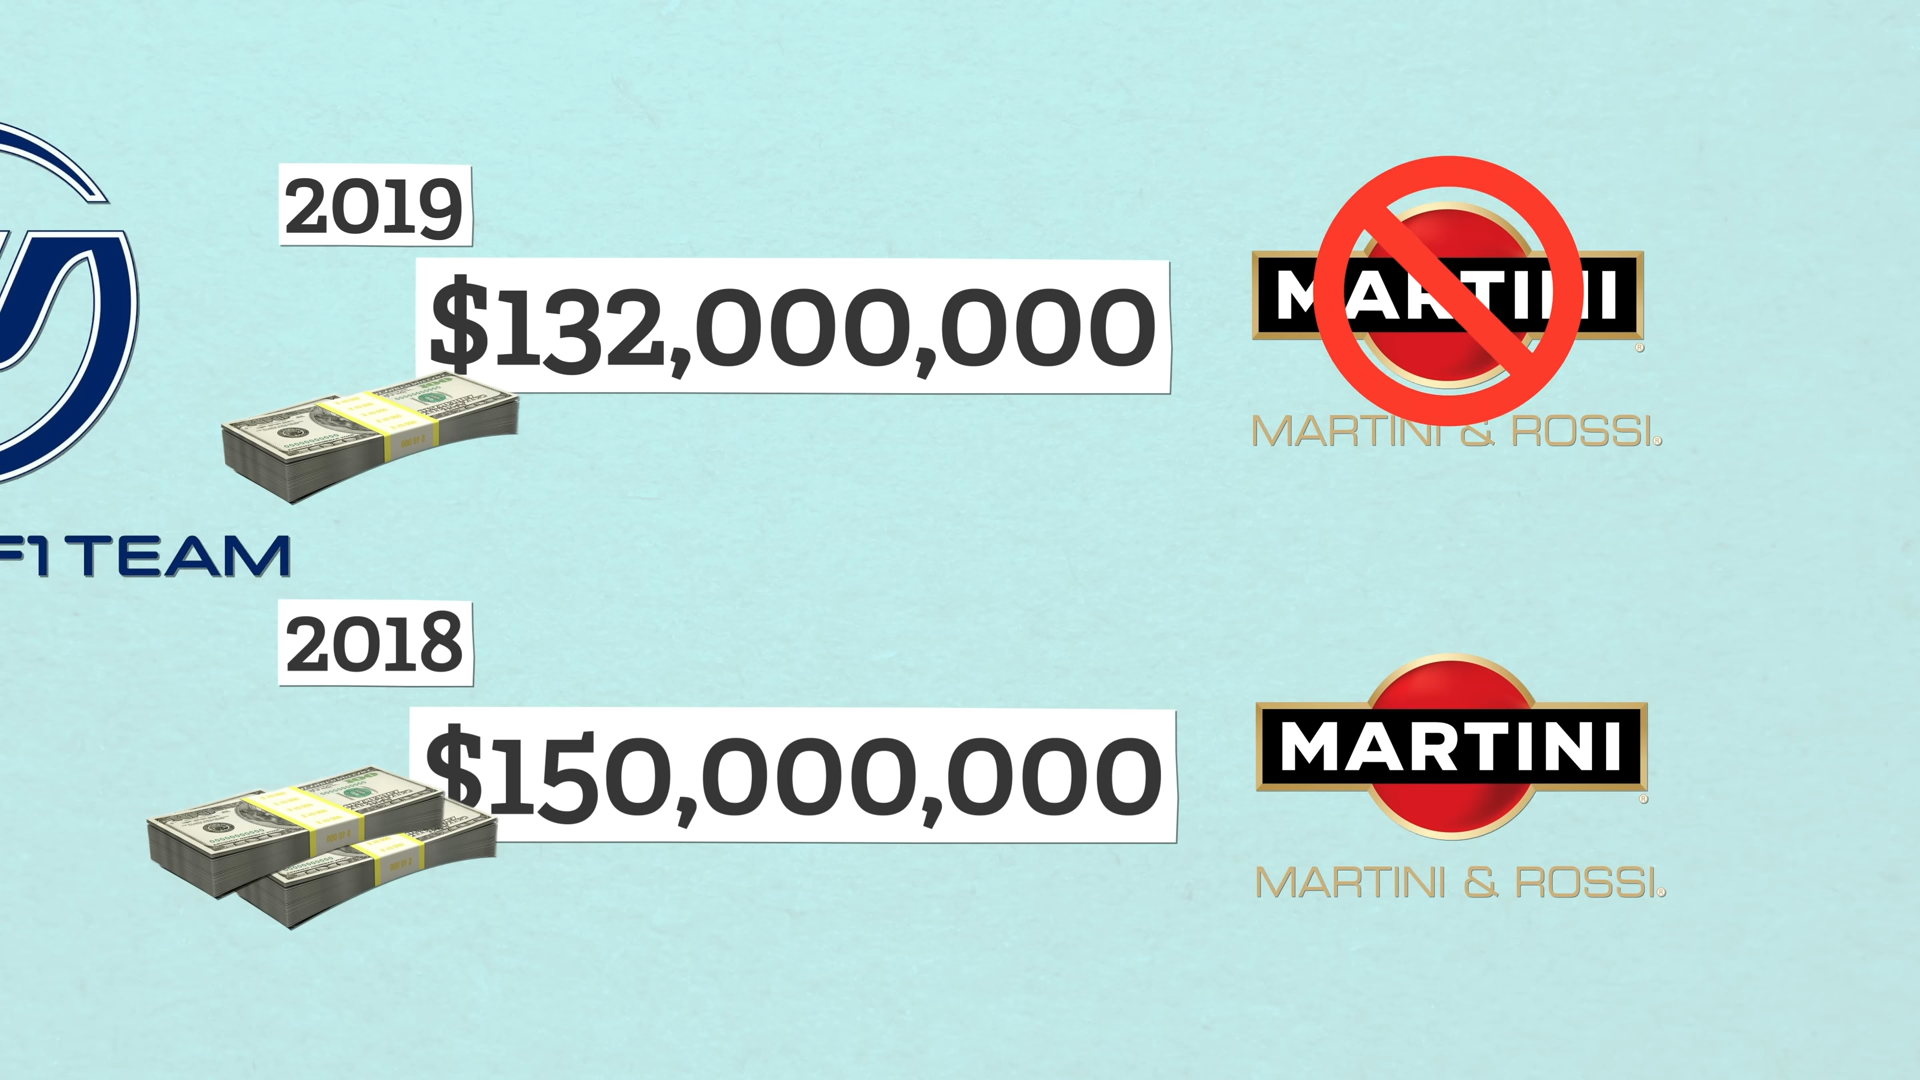 2019
$132,000,000
MARTINI
MARTINI & ROSSI®
F1 TEAM
2018
$150,000,000
MARTINI
MARTINI & ROSSI®